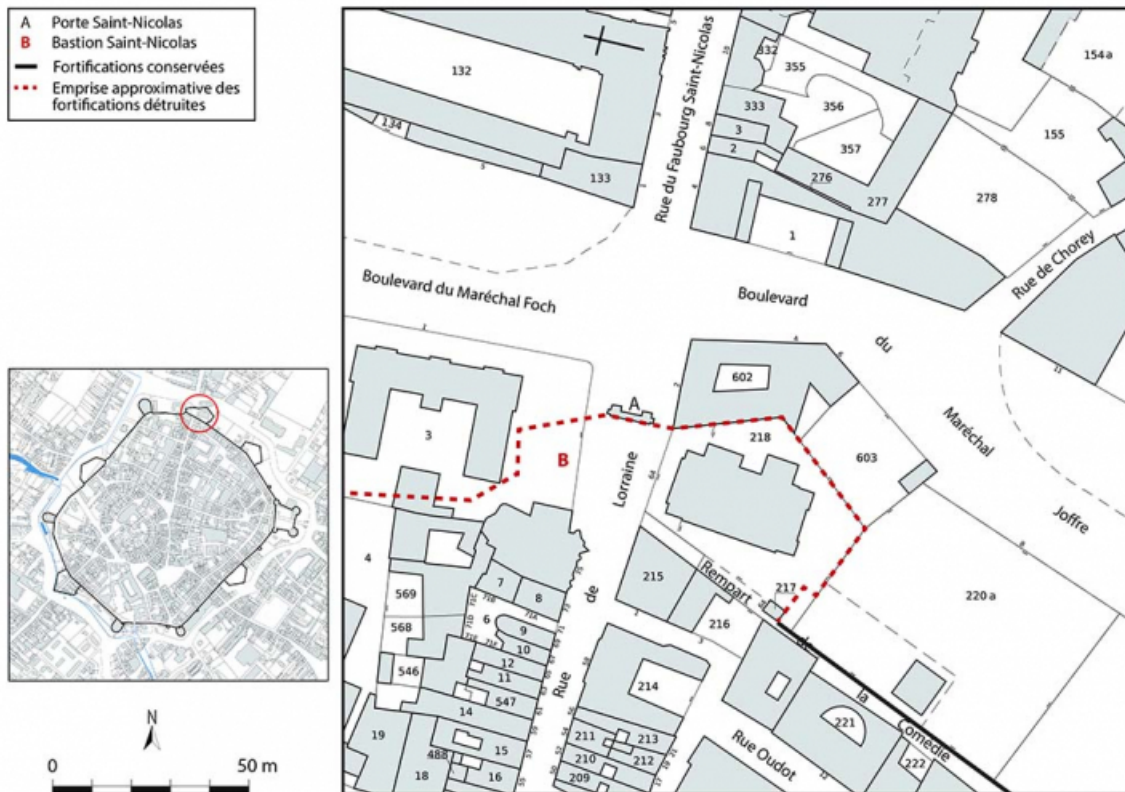 A Porte Saint-Nicolas
B Bastion Saint-Nicolas
Fortifications conservées
Emprise approximative des
fortifications détruites
N
0 50 m
132
134
133
5
Rue du Faubourg Saint-Nicolas
332
355
356
333
3
2
357
276
277
1
154 a
155
278
Rue de Chorey
Boulevard du Maréchal Foch
Boulevard
du
Maréchal
Joffre
602
A
3
B
218
603
Lorraine
de
Rue
4
7
8
569
6
9
568
10
12
11
546
547
14
19
15
488
18
16
215
Rempart
de
la
Comédie
217
216
220 a
214
221
222
211
213
210
212
209
Rue Oudot